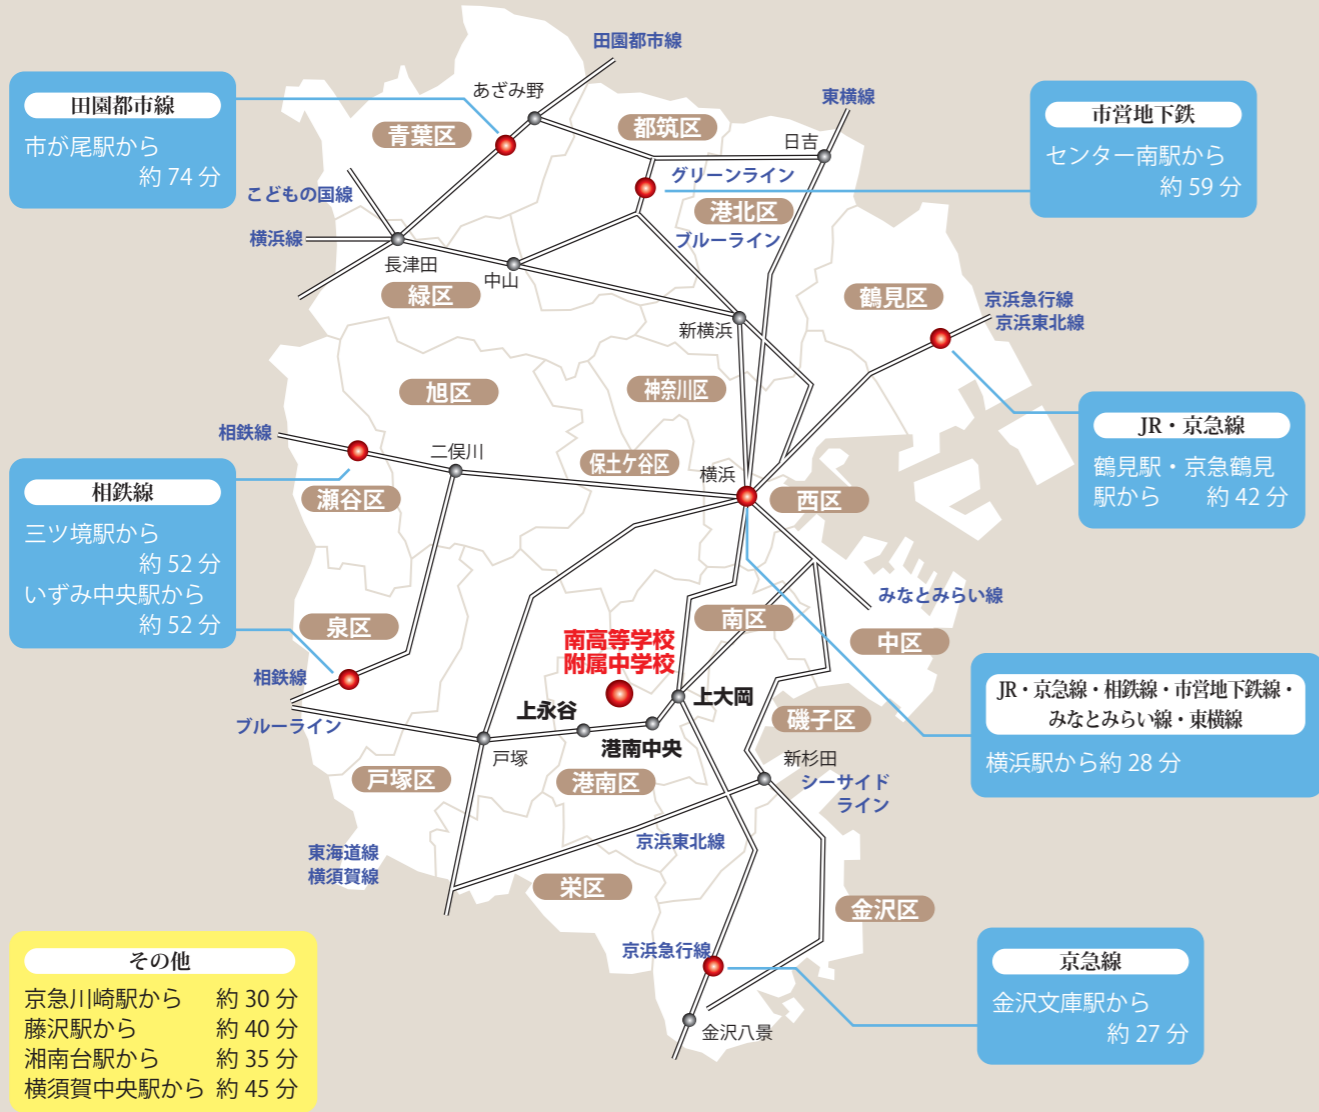 田園都市線
田園都市線
市が尾駅から
約 74 分
あざみ野
青葉区
都筑区
東横線
日吉
市営地下鉄
センター南駅から
約 59 分
こどもの国線
グリーンライン
港北区
横浜線
ブルーライン
長津田
中山
緑区
鶴見区
京浜急行線
京浜東北線
新横浜
旭区
神奈川区
JR・京急線
鶴見駅・京急鶴見
駅から 約 42 分
相鉄線
二俣川
保土ケ谷区
横浜
西区
瀬谷区
相鉄線
三ツ境駅から
約 52 分
いずみ中央駅から
約 52 分
みなとみらい線
泉区
南区
中区
南高等学校
附属中学校
相鉄線
上永谷
上大岡
ブルーライン
港南中央
磯子区
JR・京急線・相鉄線・市営地下鉄線・
みなとみらい線・東横線
横浜駅から約 28 分
戸塚
新杉田
戸塚区
港南区
シーサイド
ライン
京浜東北線
東海道線
横須賀線
栄区
金沢区
京浜急行線
金沢八景
京急線
金沢文庫駅から
約 27 分
その他
京急川崎駅から 約 30 分
藤沢駅から 約 40 分
湘南台駅から 約 35 分
横須賀中央駅から 約 45 分